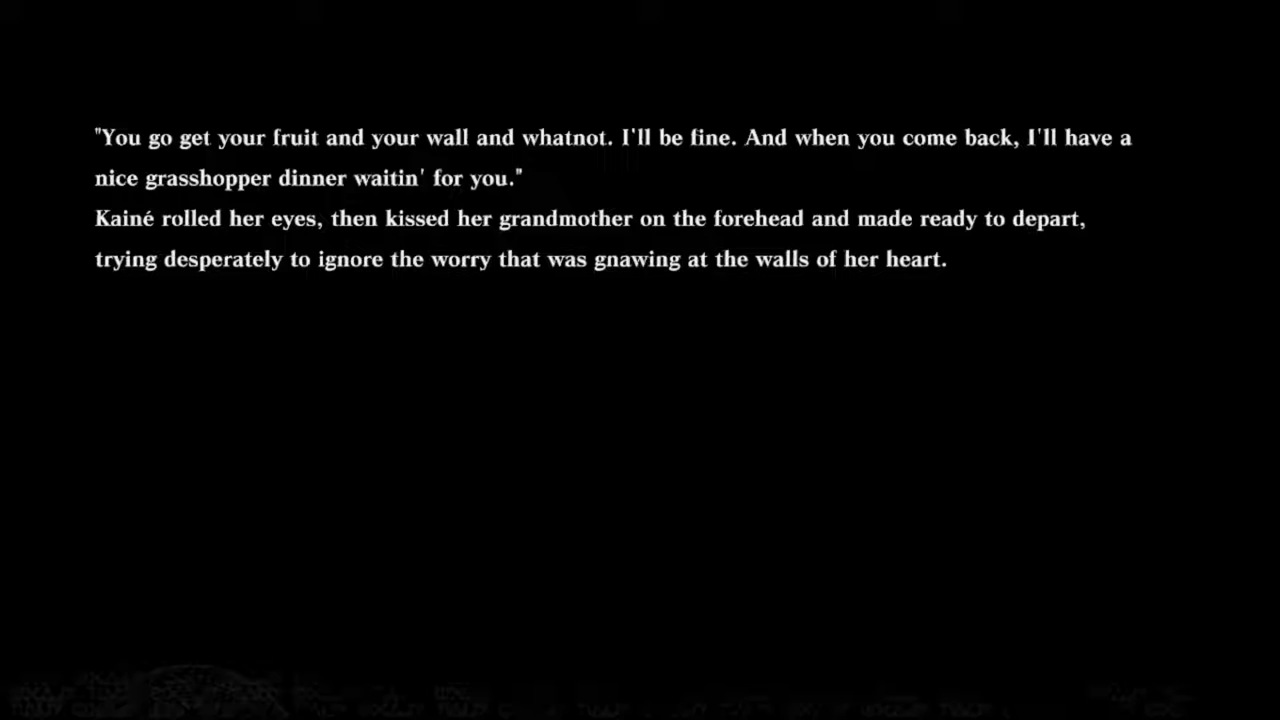 "You go get your fruit and your wall and whatnot. I'll be fine. And when you come back, I'll have a
nice grasshopper dinner waitin' for you."
Kainé rolled her eyes, then kissed her grandmother on the forehead and made ready to depart,
trying desperately to ignore the worry that was gnawing at the walls of her heart.